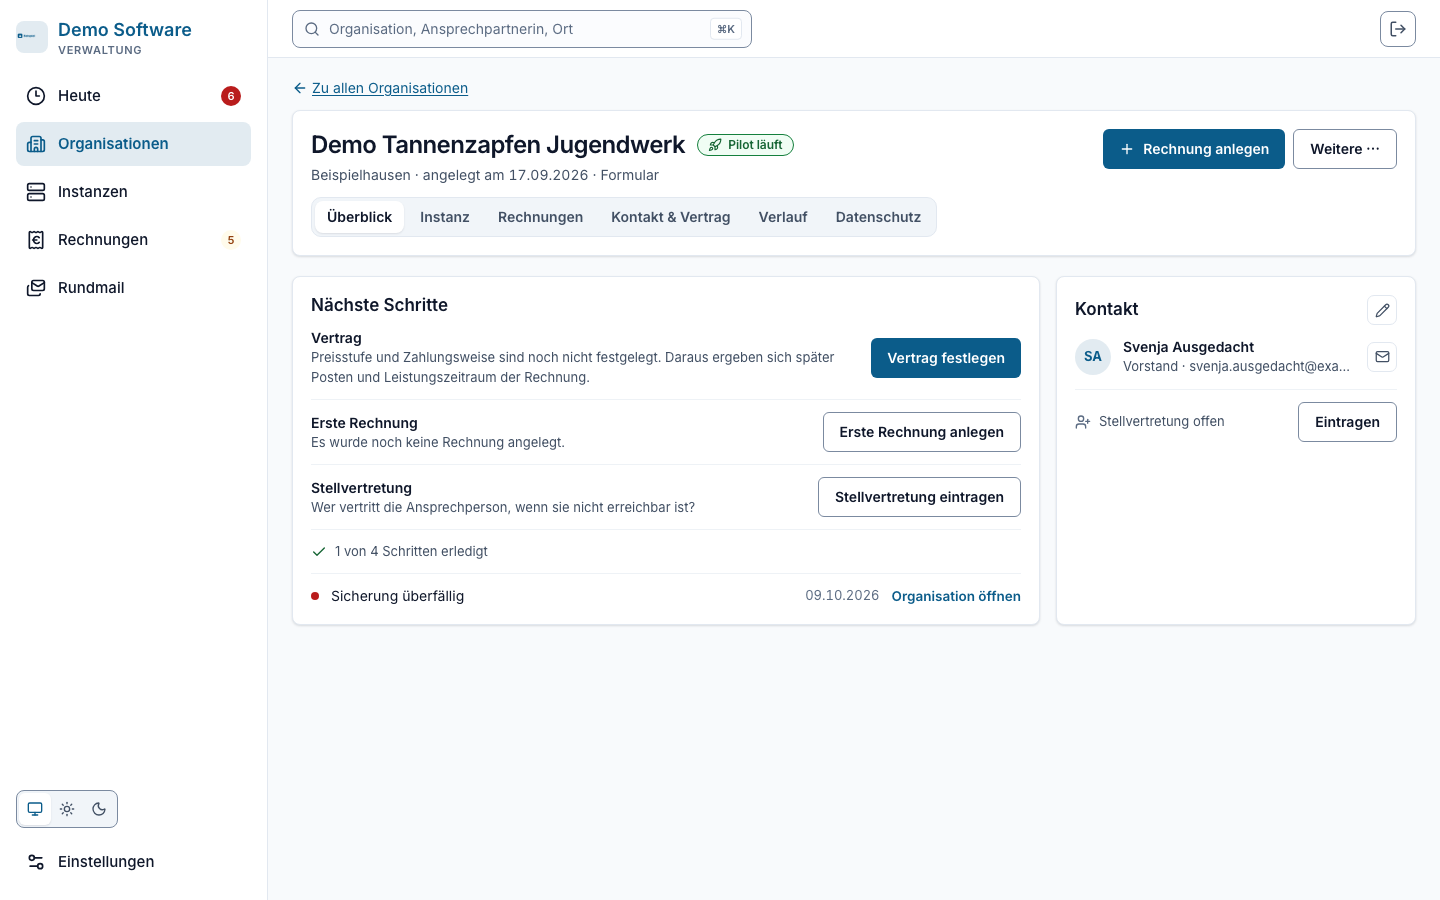 Demo Software
VERWALTUNG
Organisation, Ansprechpartnerin, Ort
⌘K
Heute
6
Organisationen
Instanzen
Rechnungen
5
Rundmail
Einstellungen
Zu allen Organisationen
Demo Tannenzapfen Jugendwerk
Pilot läuft
Rechnung anlegen
Weitere ···
Beispielhausen · angelegt am 17.09.2026 · Formular
Überblick
Instanz
Rechnungen
Kontakt & Vertrag
Verlauf
Datenschutz
Nächste Schritte
Vertrag
Preisstufe und Zahlungsweise sind noch nicht festgelegt. Daraus ergeben sich später
Posten und Leistungszeitraum der Rechnung.
Vertrag festlegen
Erste Rechnung
Es wurde noch keine Rechnung angelegt.
Erste Rechnung anlegen
Stellvertretung
Wer vertritt die Ansprechperson, wenn sie nicht erreichbar ist?
Stellvertretung eintragen
1 von 4 Schritten erledigt
Sicherung überfällig
09.10.2026
Organisation öffnen
Kontakt
SA
Svenja Ausgedacht
Vorstand · svenja.ausgedacht@exa...
Stellvertretung offen
Eintragen